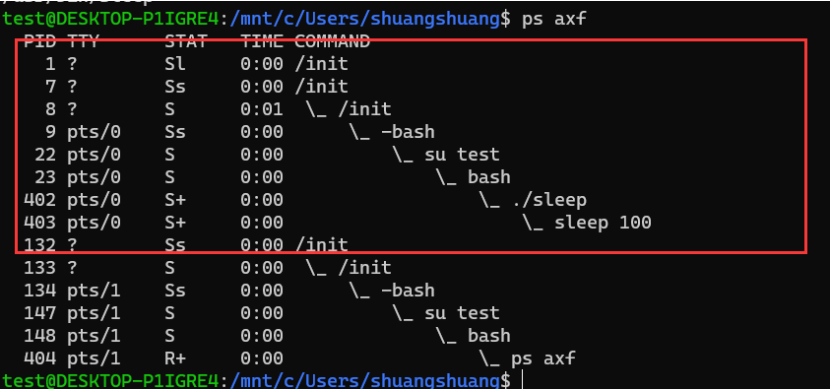 test@DESKTOP-P1IGRE4:/mnt/c/Users/shuangshuang$ ps axf
PID TTY STAT TIME COMMAND
1 ? Sl 0:00 /init
7 ? Ss 0:00 /init
8 ? S 0:01 \_ /init
9 pts/0 Ss 0:00 \_ -bash
22 pts/0 S 0:00 \_ su test
23 pts/0 S 0:00 \_ bash
402 pts/0 S+ 0:00 \_ ./sleep
403 pts/0 S+ 0:00 \_ sleep 100
132 ? Ss 0:00 /init
133 ? S 0:00 \_ /init
134 pts/1 Ss 0:00 \_ -bash
147 pts/1 S 0:00 \_ su test
148 pts/1 S 0:00 \_ bash
404 pts/1 R+ 0:00 \_ ps axf
test@DESKTOP-P1IGRE4:/mnt/c/Users/shuangshuang$